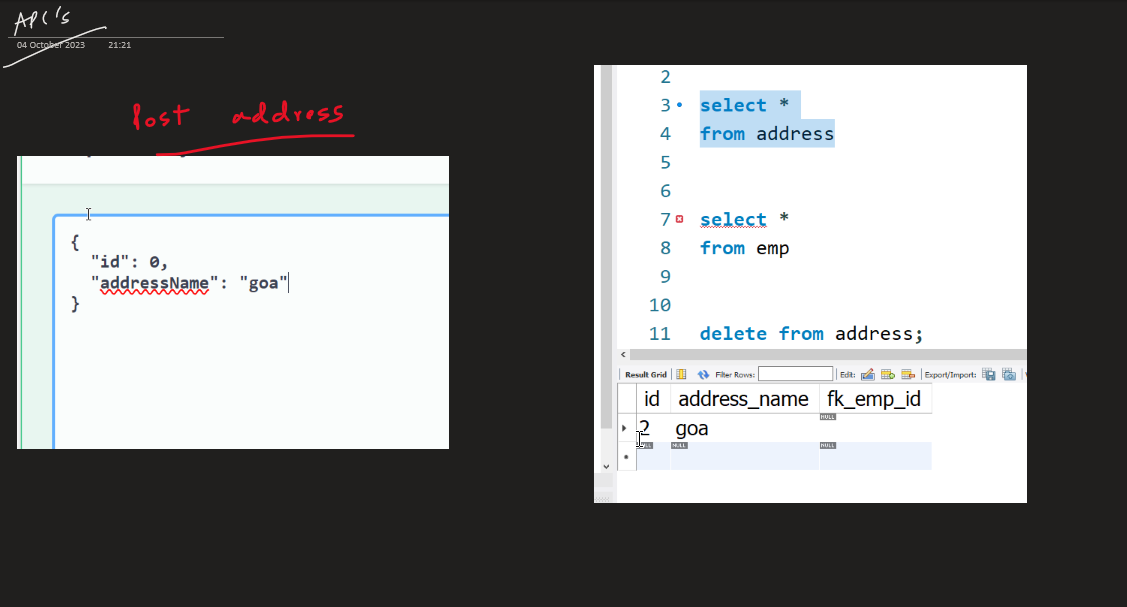 API's
04 October 2023 21:21
Post address
{
"id": 0,
"addressName": "goa"
}
2
3 select *
4 from address
5
6
7 select *
8 from emp
9
10
11 delete from address;
Result Grid Filter Rows: Edit: Export/Import:
id address_name fk_emp_id
2 goa NULL
NULL NULL NULL